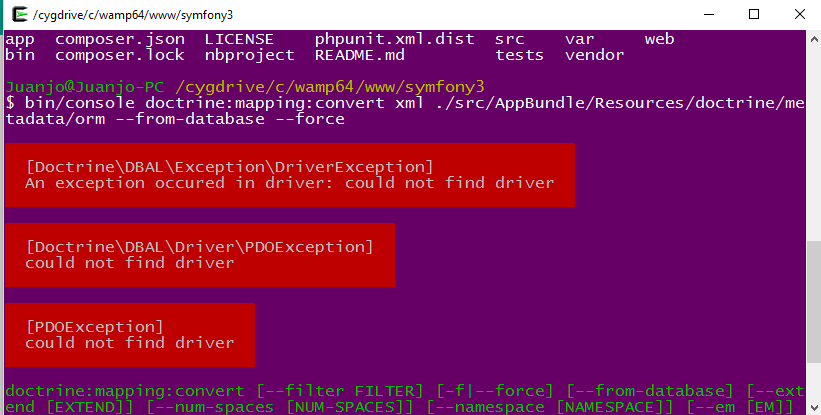 /cygdrive/c/wamp64/www/symfony3
app composer.json LICENSE phpunit.xml.dist src var web
bin composer.lock nbproject README.md tests vendor
Juanjo@Juanjo-PC /cygdrive/c/wamp64/www/symfony3
$ bin/console doctrine:mapping:convert xml ./src/AppBundle/Resources/doctrine/me
tadata/orm --from-database --force
[Doctrine\DBAL\Exception\DriverException]
An exception occured in driver: could not find driver
[Doctrine\DBAL\Driver\PDOException]
could not find driver
[PDOException]
could not find driver
doctrine:mapping:convert [--filter FILTER] [-f|--force] [--from-database] [--ext
end [EXTEND]] [--num-spaces [NUM-SPACES]] [--namespace [NAMESPACE]] [--em [EM]]